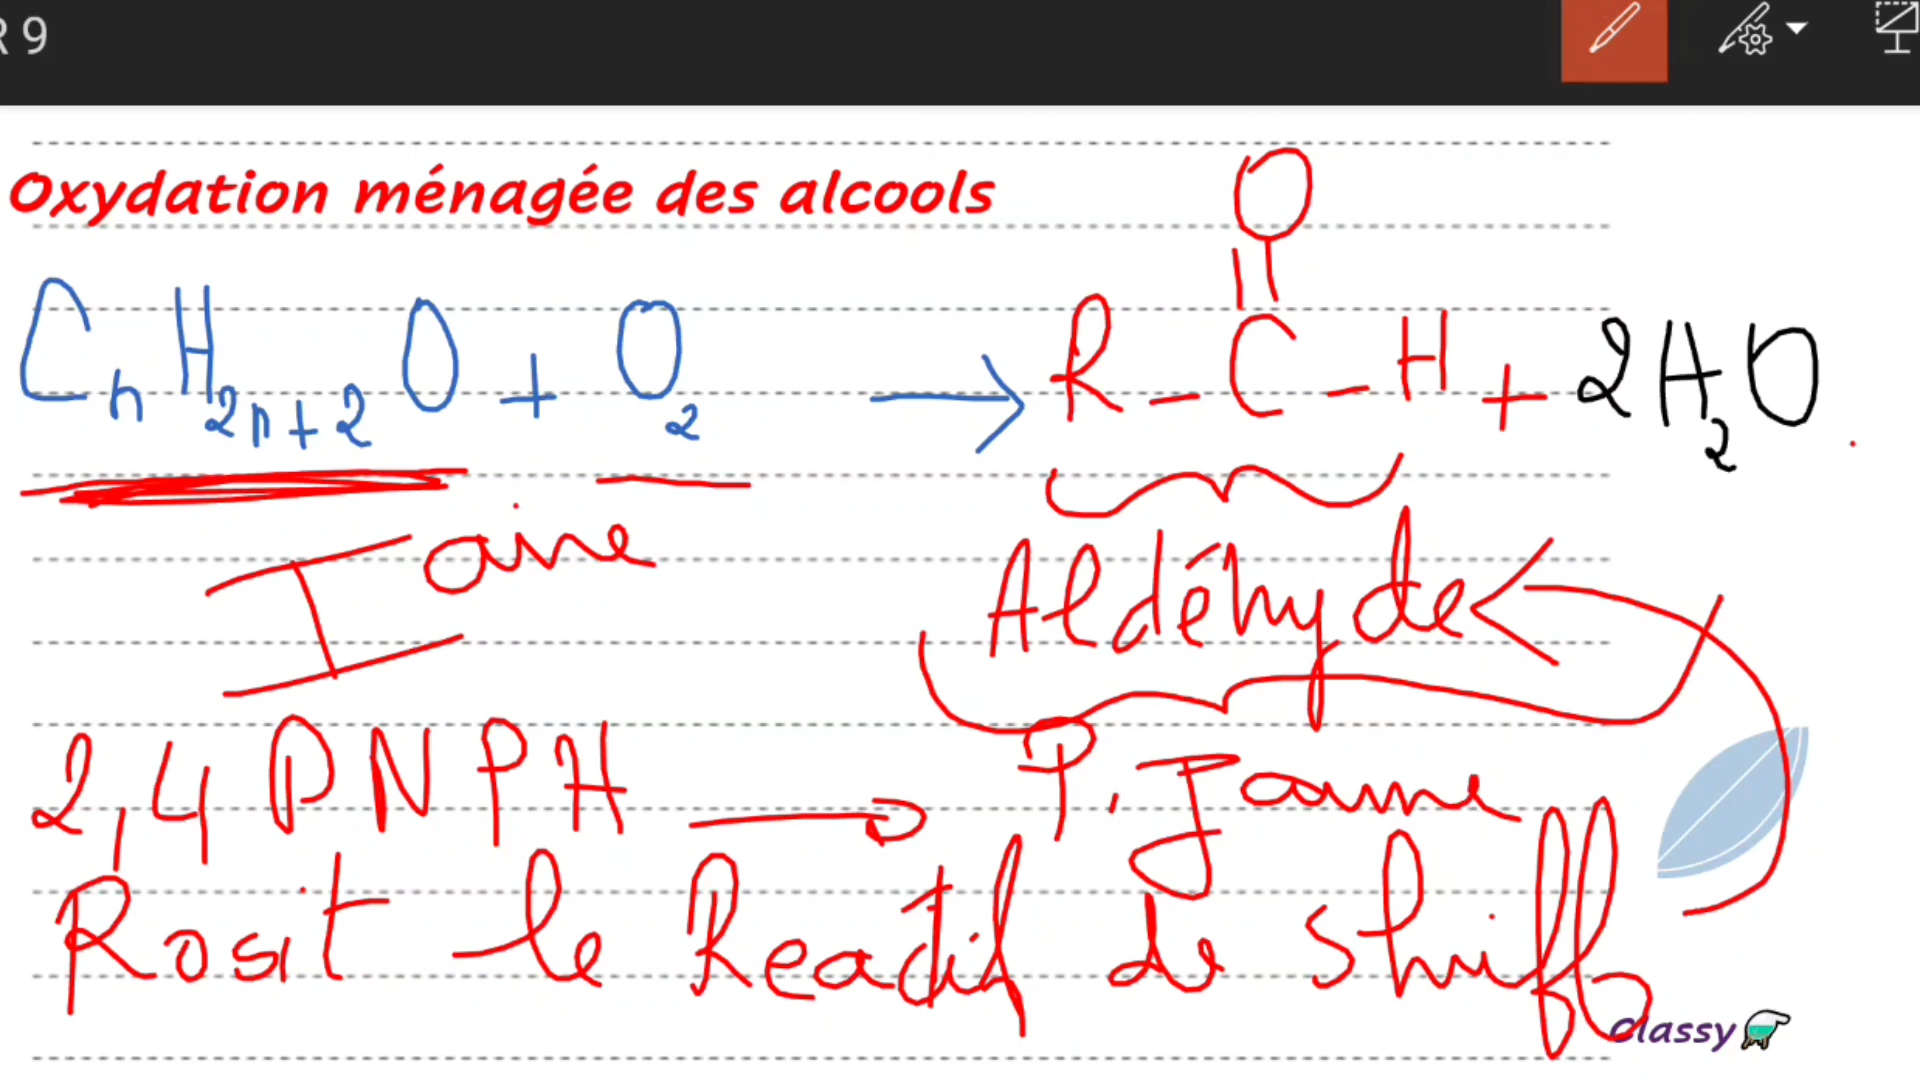 R 9
Oxydation ménagée des alcools
CnH2n+2O + O2 → R - C - H + 2H2O
O
Iaire
Aldéhyde
2,4 PNPH → P. Jaune
Rosit le Reactif de shiff
Classy